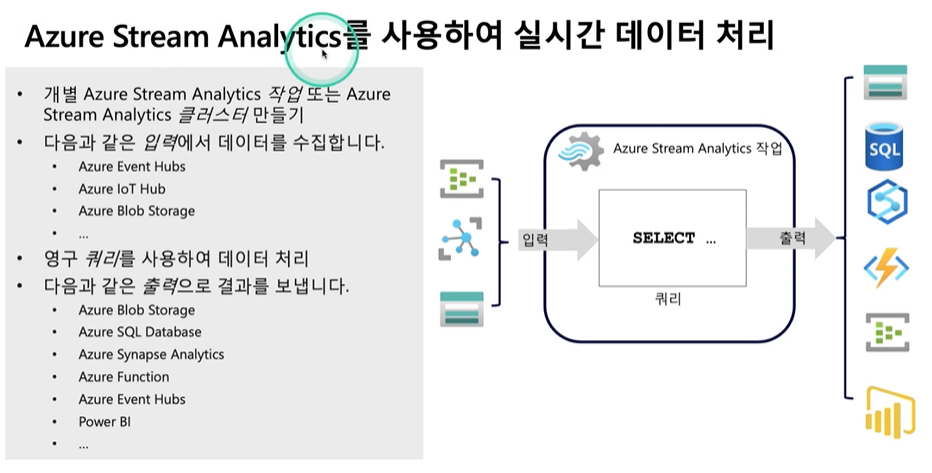 Azure Stream Analytics를 사용하여 실시간 데이터 처리
• 개별 Azure Stream Analytics 작업 또는 Azure
Stream Analytics 클러스터 만들기
• 다음과 같은 입력에서 데이터를 수집합니다.
• Azure Event Hubs
• Azure IoT Hub
• Azure Blob Storage
• ...
• 영구 쿼리를 사용하여 데이터 처리
• 다음과 같은 출력으로 결과를 보냅니다.
• Azure Blob Storage
• Azure SQL Database
• Azure Synapse Analytics
• Azure Function
• Azure Event Hubs
• Power BI
• ...
Azure Stream Analytics 작업
입력
SELECT ...
쿼리
출력
SQL